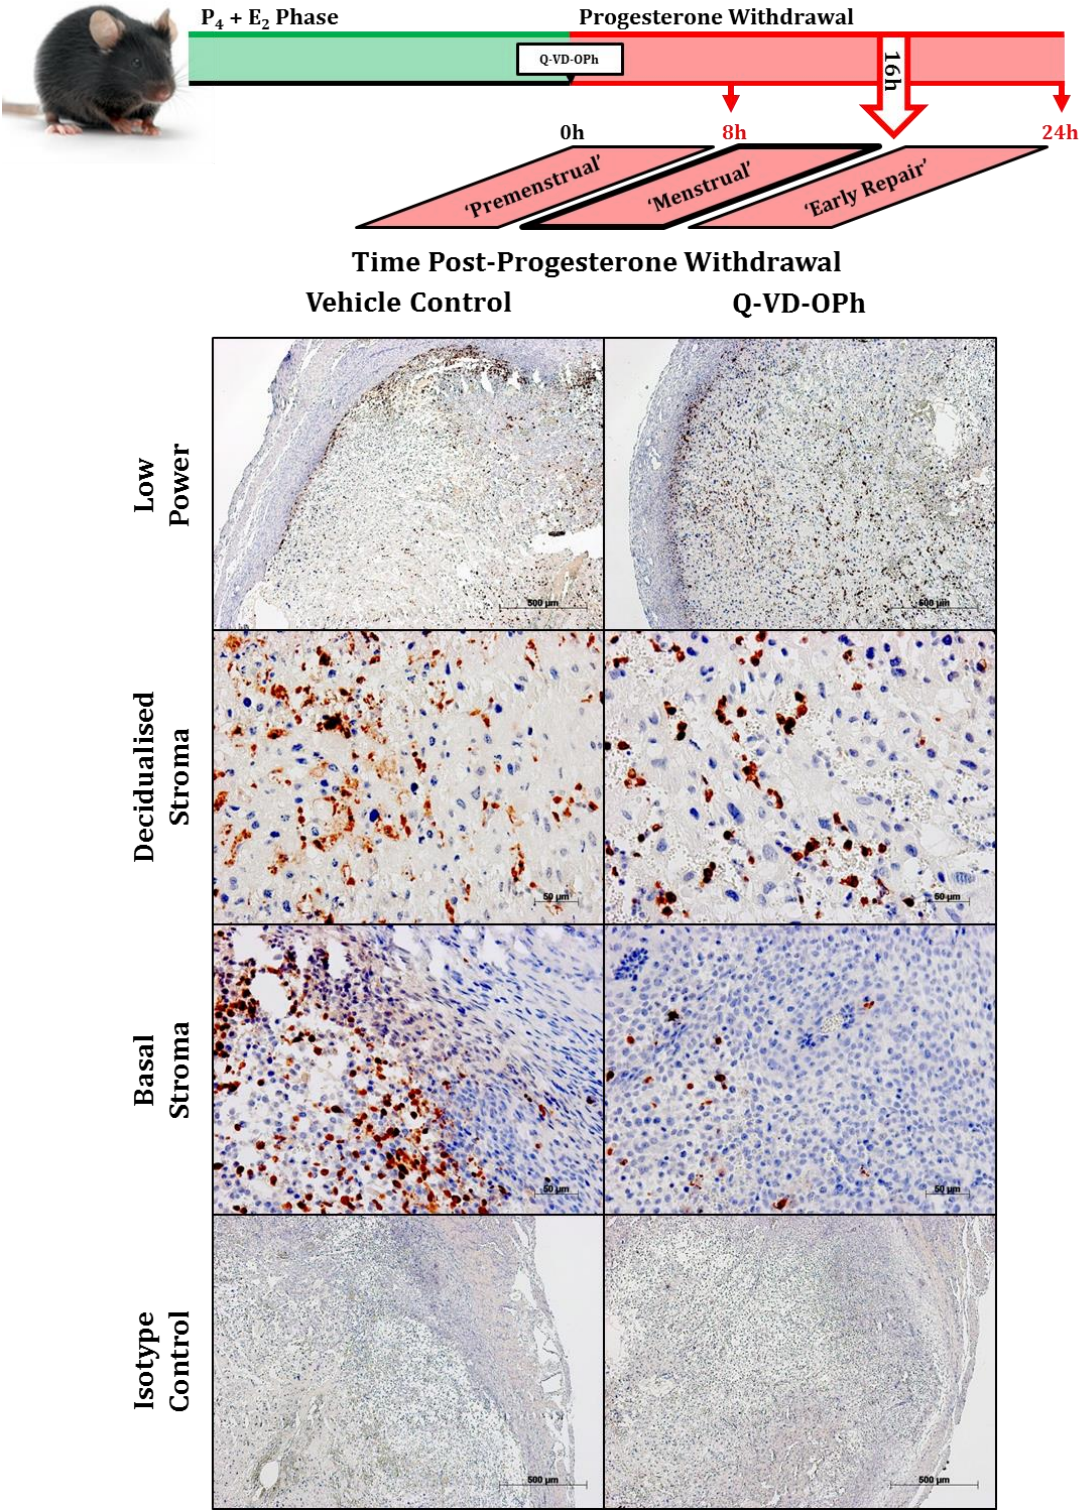 P₄ + E₂ Phase
Progesterone Withdrawal
Q-VD-OPh
16h
0h
8h
24h
‘Premenstrual’
‘Menstrual’
‘Early Repair’
Time Post-Progesterone Withdrawal
Vehicle Control
Q-VD-OPh
Low
Power
500 µm
500 µm
Decidualised
Stroma
50 µm
50 µm
Basal
Stroma
50 µm
50 µm
Isotype
Control
500 µm
500 µm